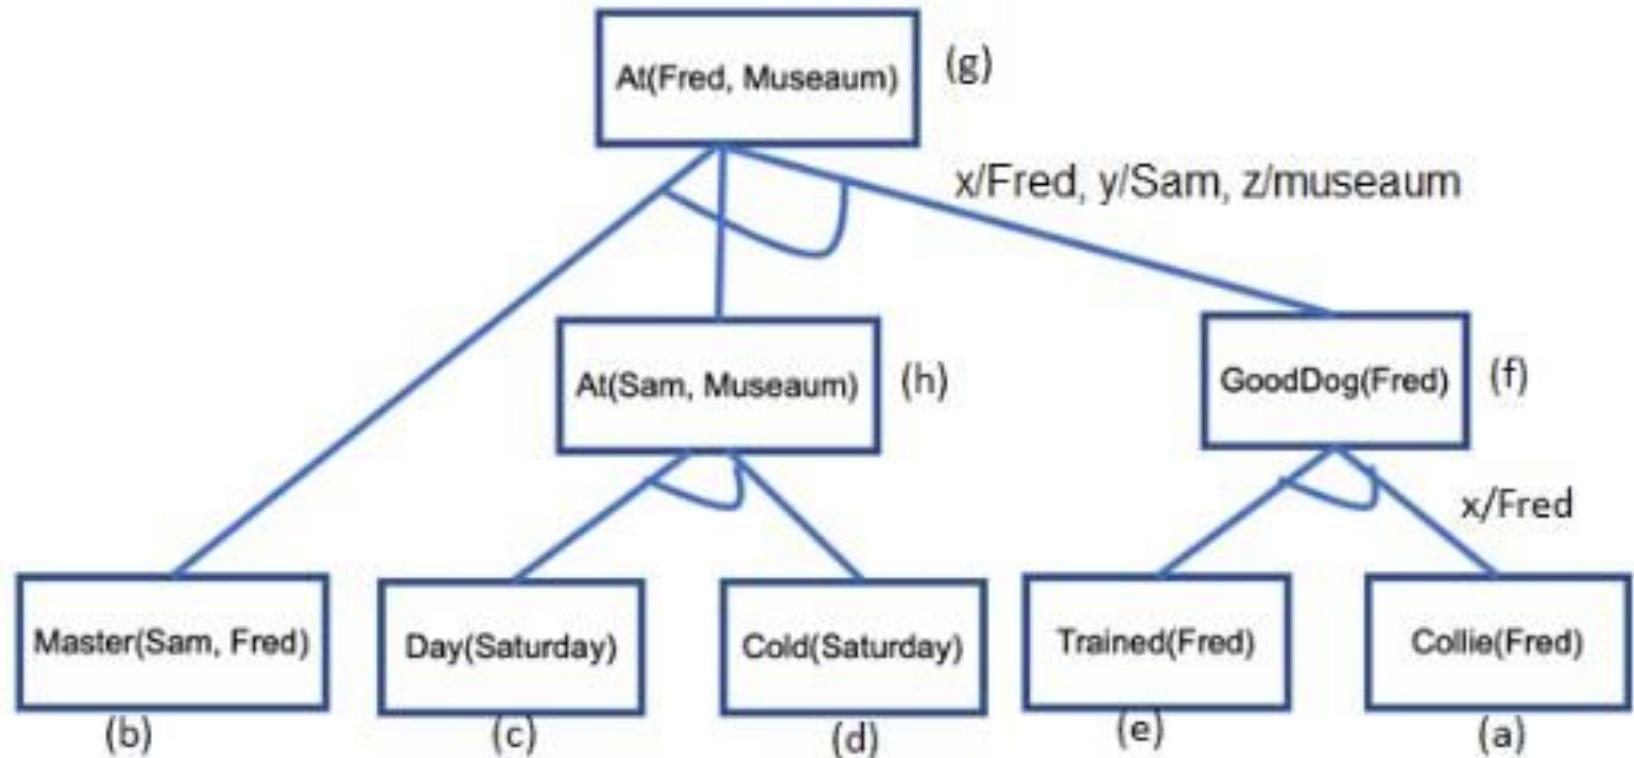 At(Fred, Museaum)
(g)
x/Fred, y/Sam, z/museaum
At(Sam, Museaum)
(h)
GoodDog(Fred)
(f)
x/Fred
Master(Sam, Fred)
Day(Saturday)
Cold(Saturday)
Trained(Fred)
Collie(Fred)
(b)
(c)
(d)
(e)
(a)